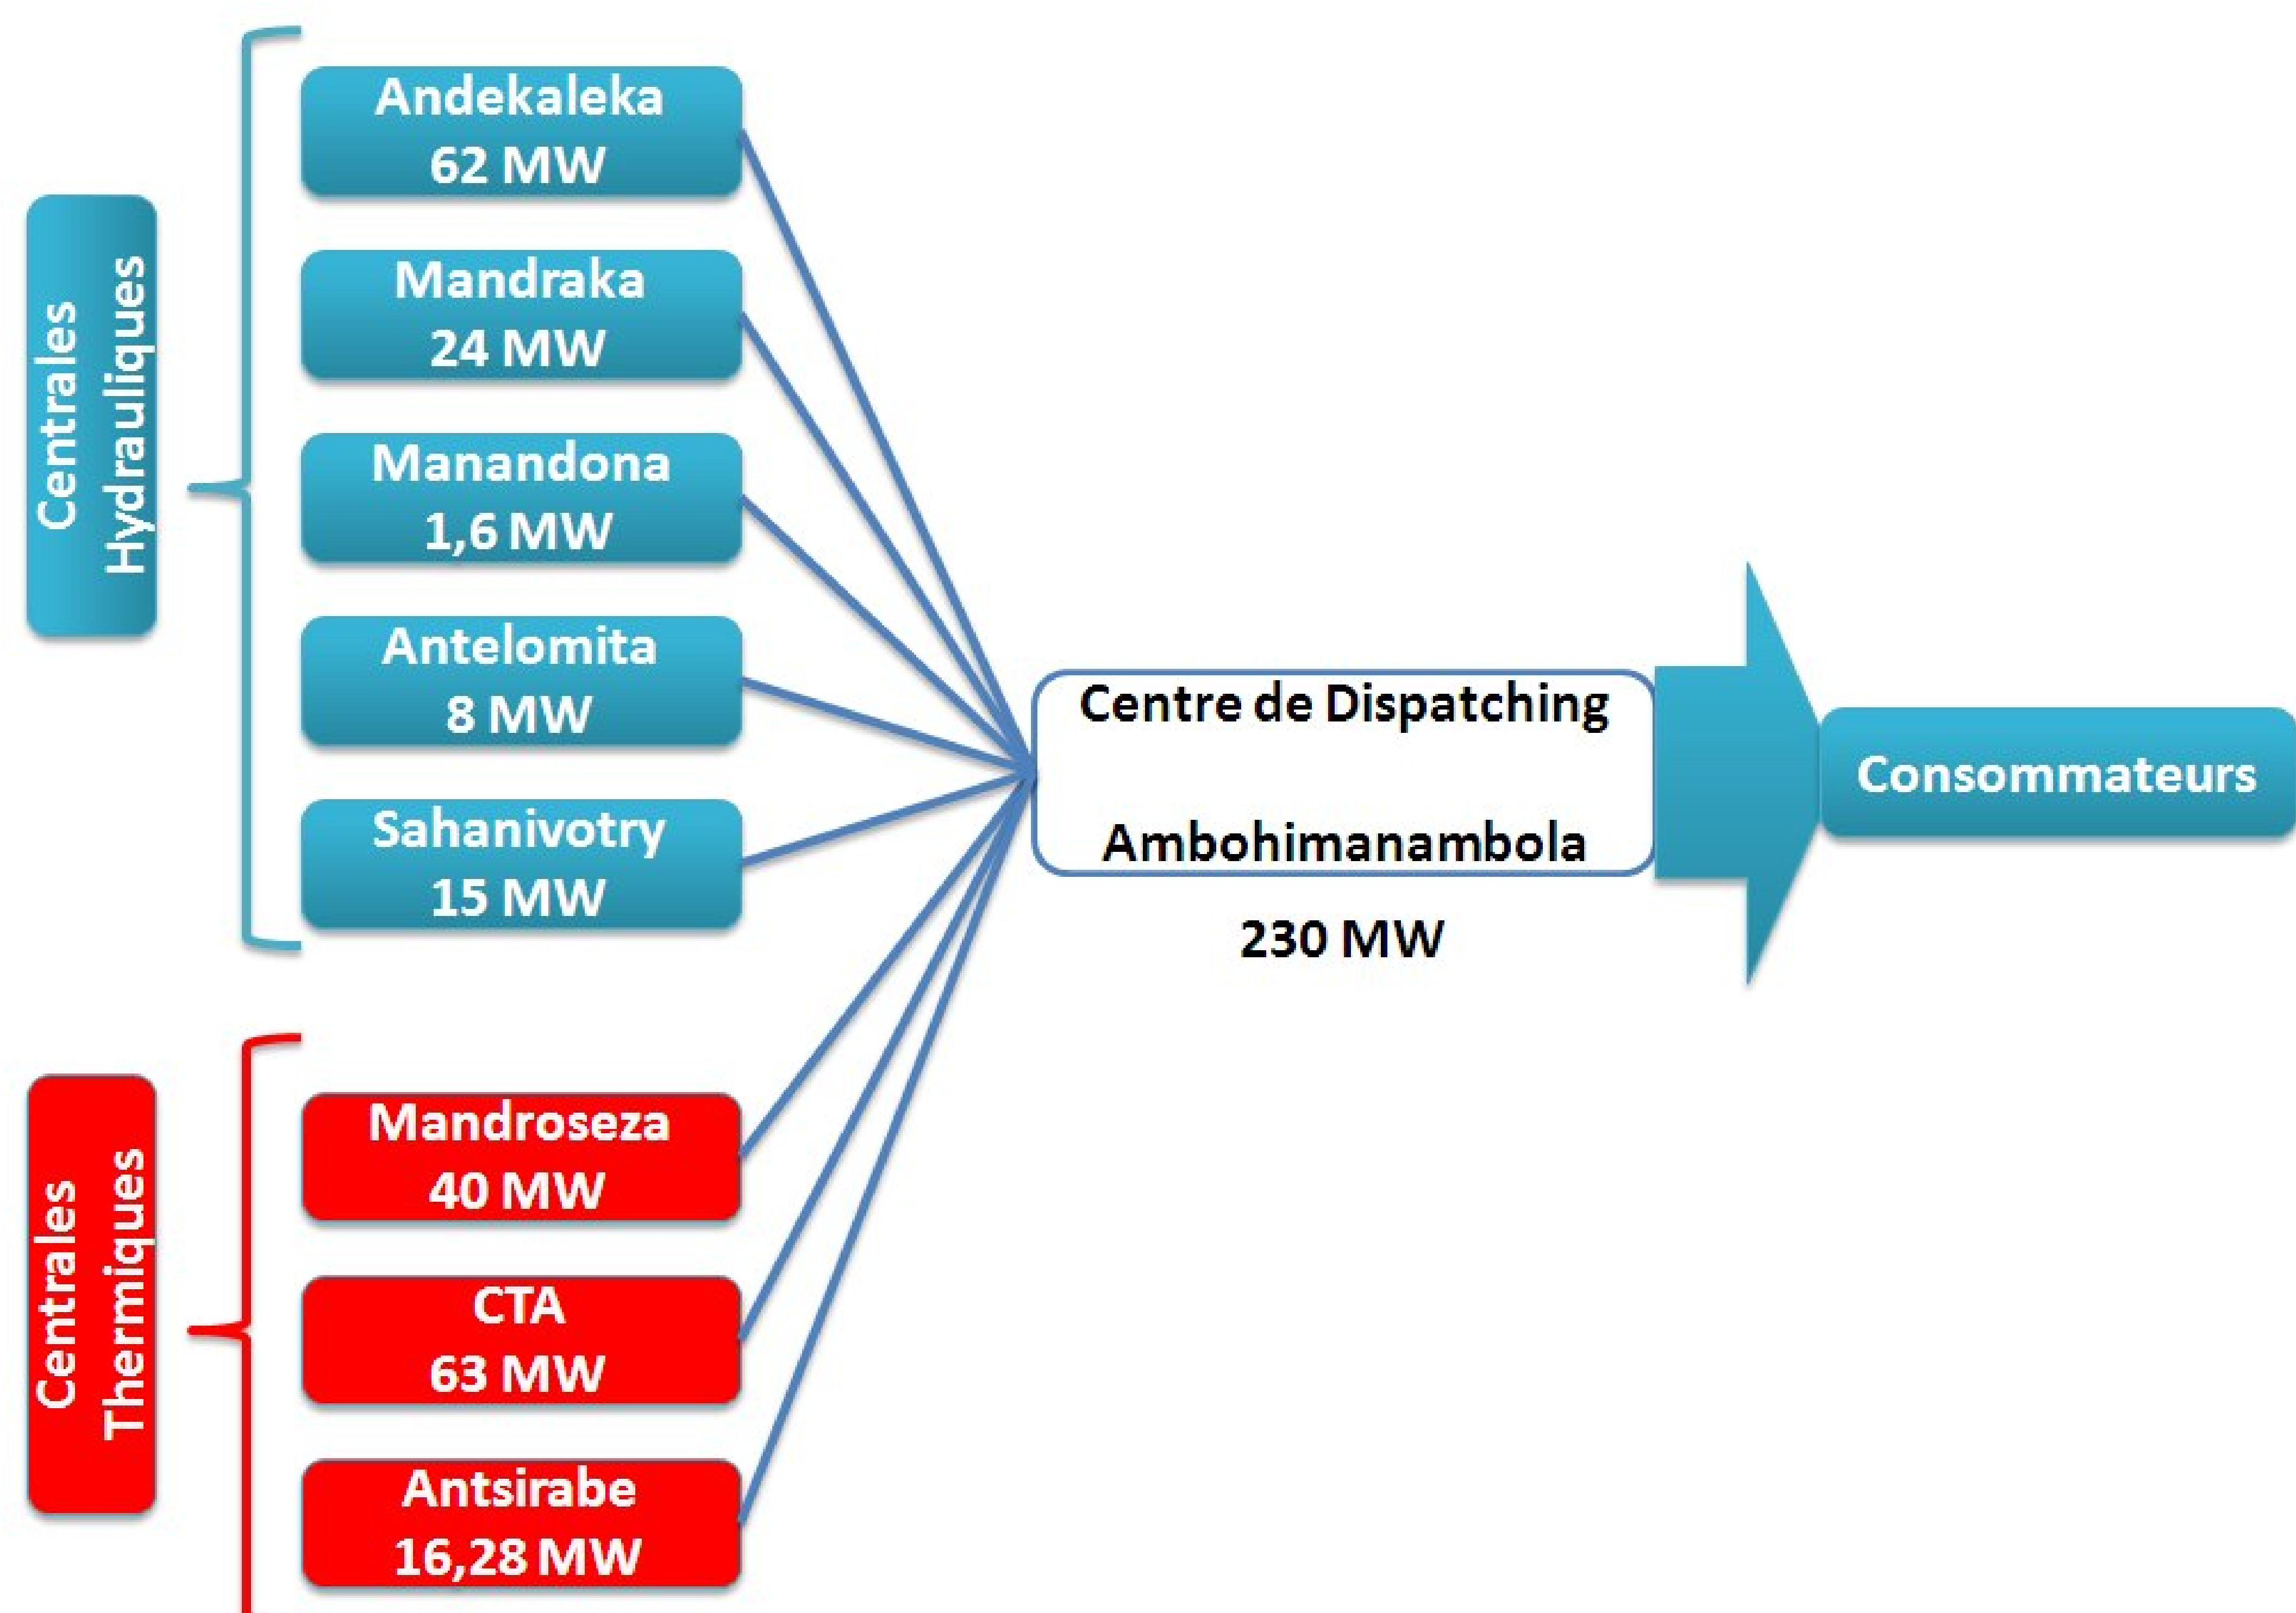 Centrales
Hydrauliques
Andekaleka
62 MW
Mandraka
24 MW
Manandona
1,6 MW
Antelomita
8 MW
Sahanivotry
15 MW
Centrales
Thermiques
Mandroseza
40 MW
CTA
63 MW
Antsirabe
16,28 MW
Centre de Dispatching
Ambohimanambola
230 MW
Consommateurs